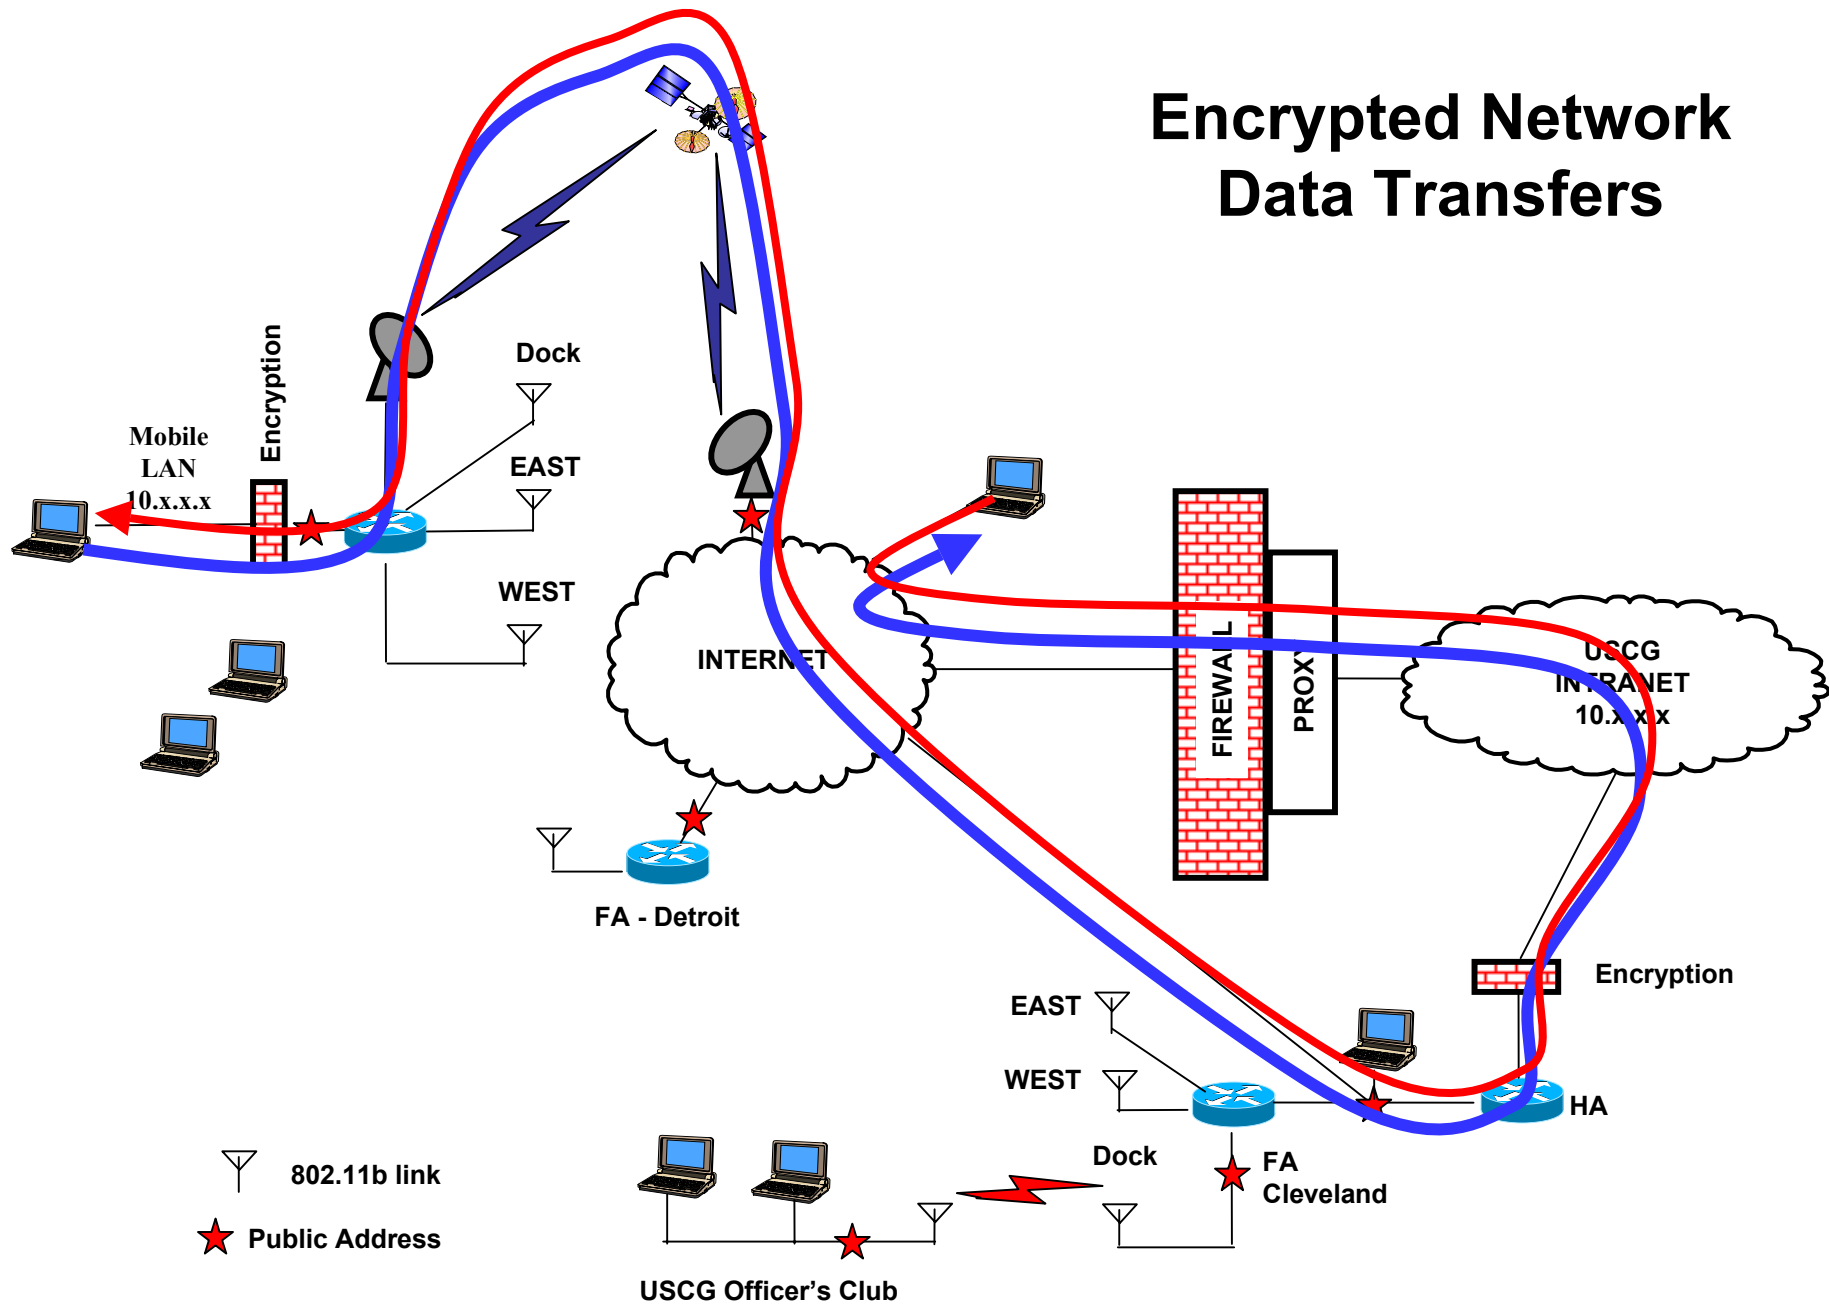 Encrypted Network
Data Transfers
Encryption
Dock
Mobile
LAN
10.x.x.x
EAST
WEST
INTERNET
FIREWALL
PROXY
USCG
INTRANET
10.x.x.x
FA - Detroit
Encryption
EAST
WEST
HA
Dock
FA
Cleveland
802.11b link
Public Address
USCG Officer's Club